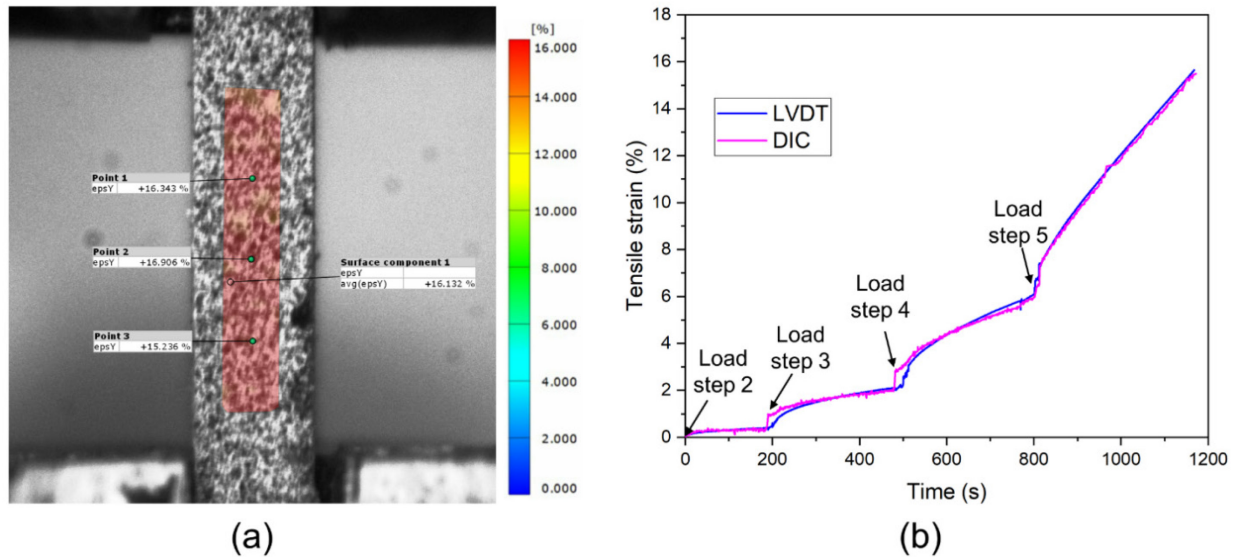 [%]
16.000
14.000
12.000
10.000
8.000
6.000
4.000
2.000
0.000
Point 1
epsY +16.343 %
Point 2
epsY +16.906 %
Surface component 1
epsY
avg(epsY) +16.132 %
Point 3
epsY +15.236 %
(a)
Tensile strain (%)
18
16
14
12
10
8
6
4
2
0
LVDT
DIC
Load
step 2
Load
step 3
Load
step 4
Load
step 5
0 200 400 600 800 1000 1200
Time (s)
(b)